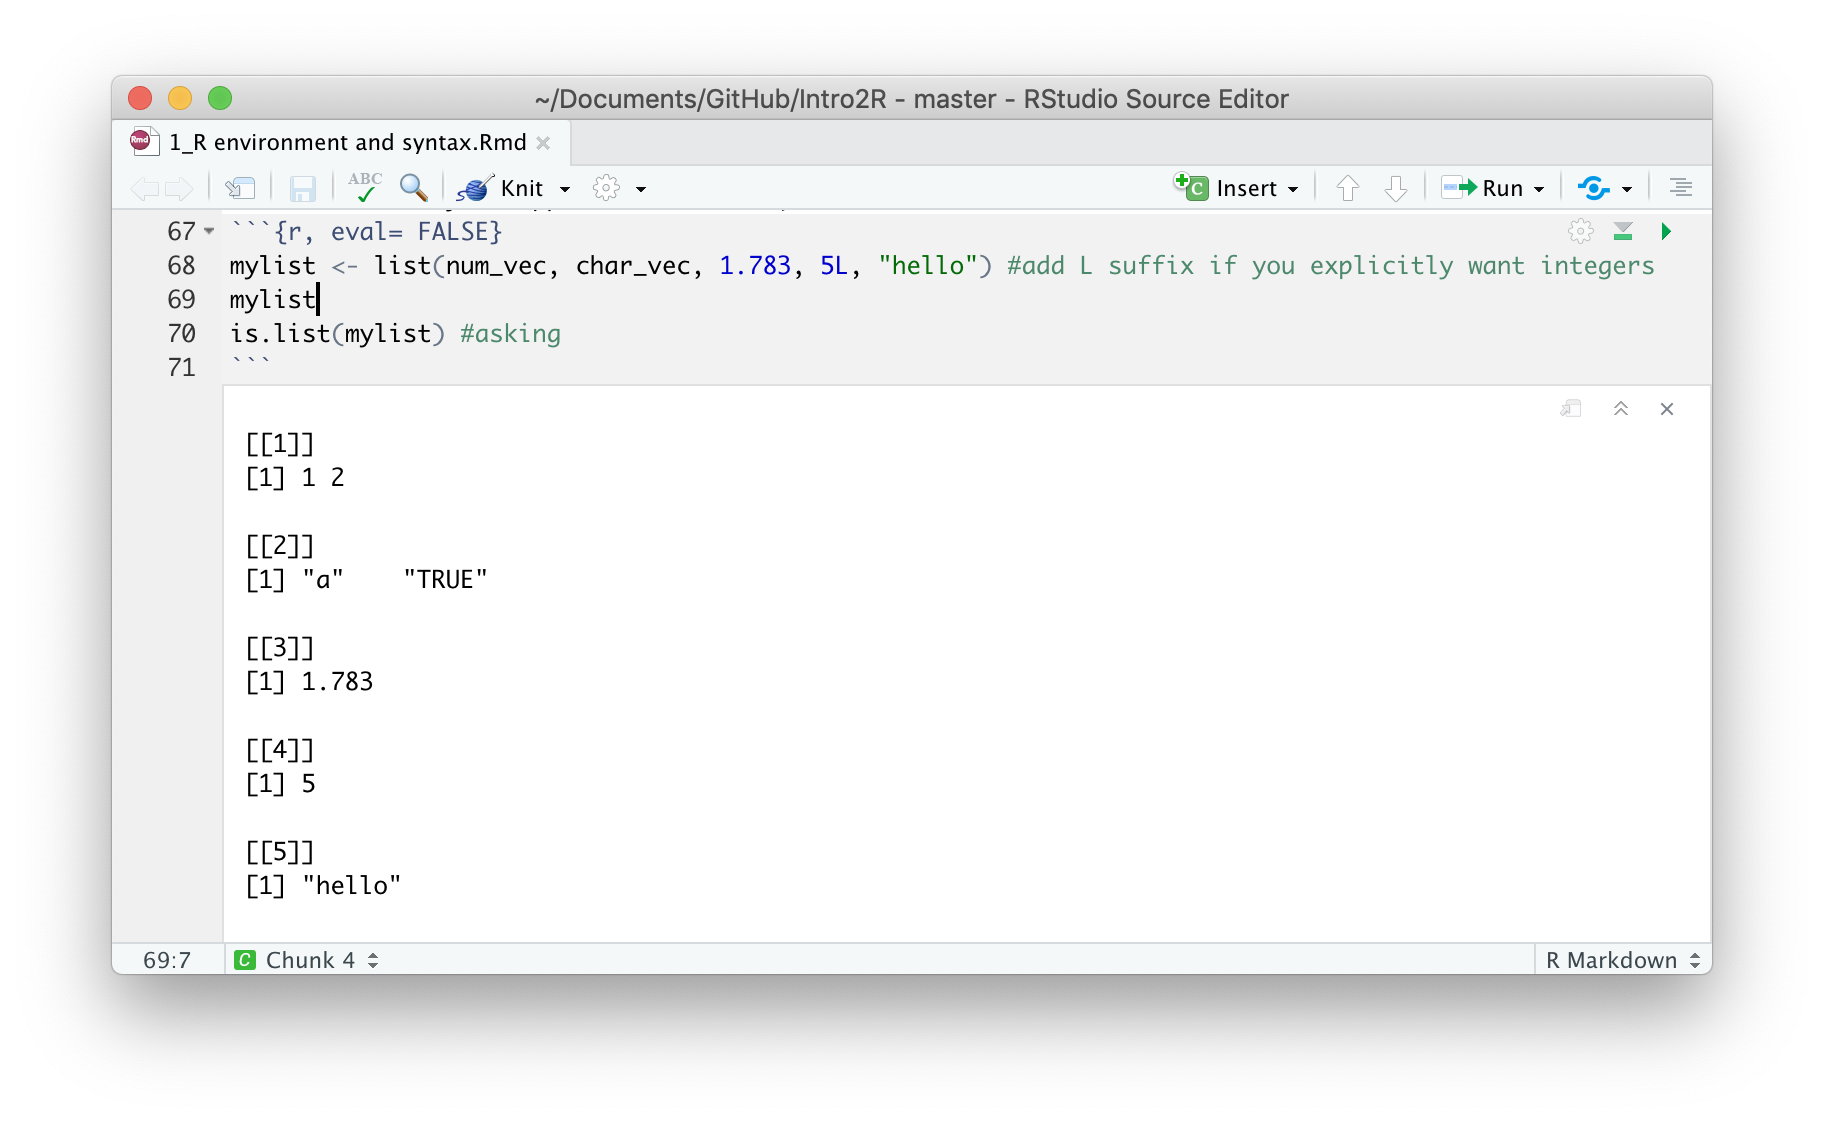 ~/Documents/GitHub/Intro2R - master - RStudio Source Editor
Rmd 1_R environment and syntax.Rmd
ABC Knit Insert Run
67 ```{r, eval= FALSE}
68 mylist <- list(num_vec, char_vec, 1.783, 5L, "hello") #add L suffix if you explicitly want integers
69 mylist
70 is.list(mylist) #asking
71 ```
[[1]]
[1] 1 2
[[2]]
[1] "a"    "TRUE"
[[3]]
[1] 1.783
[[4]]
[1] 5
[[5]]
[1] "hello"
69:7 C Chunk 4 R Markdown